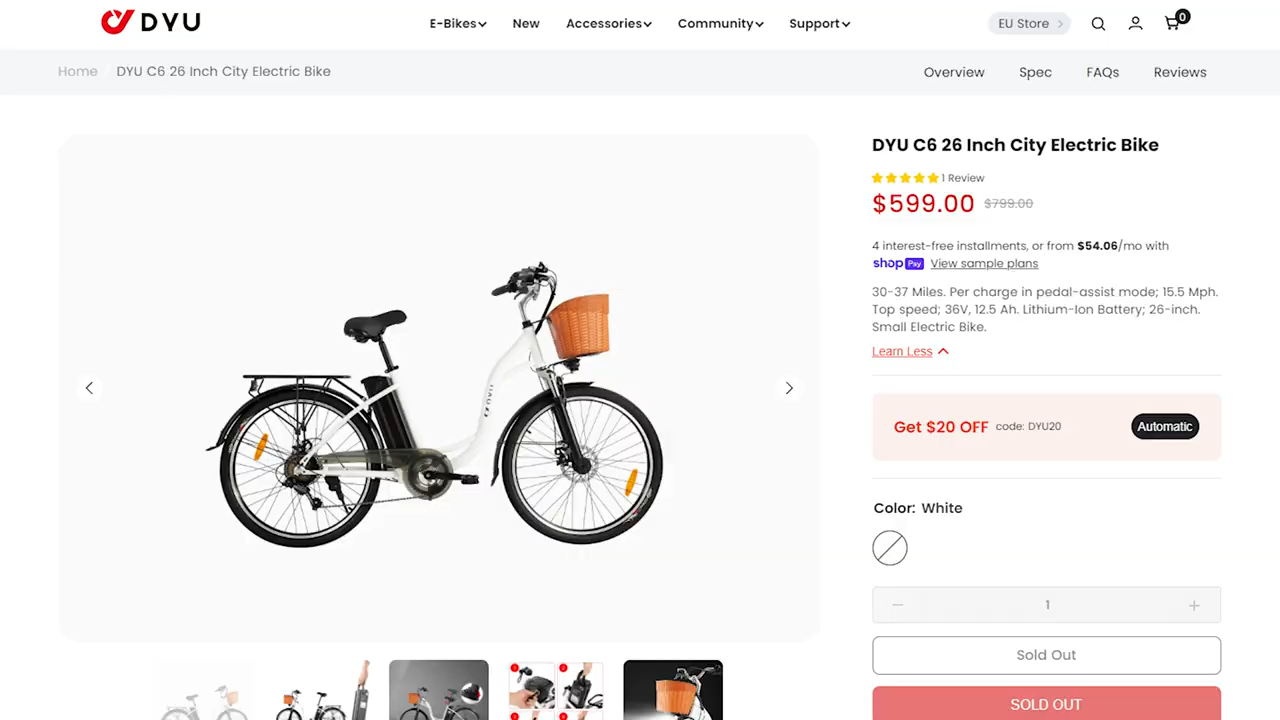 DYU
E-Bikes
New
Accessories
Community
Support
EU Store
0
Home / DYU C6 26 Inch City Electric Bike
Overview
Spec
FAQs
Reviews
DYU C6 26 Inch City Electric Bike
1 Review
$599.00 $799.00
4 interest-free installments, or from $54.06/mo with
shop Pay View sample plans
30-37 Miles. Per charge in pedal-assist mode; 15.5 Mph.
Top speed; 36V, 12.5 Ah. Lithium-Ion Battery; 26-inch.
Small Electric Bike.
Learn Less
Get $20 OFF code: DYU20
Automatic
Color: White
1
Sold Out
SOLD OUT
DYU